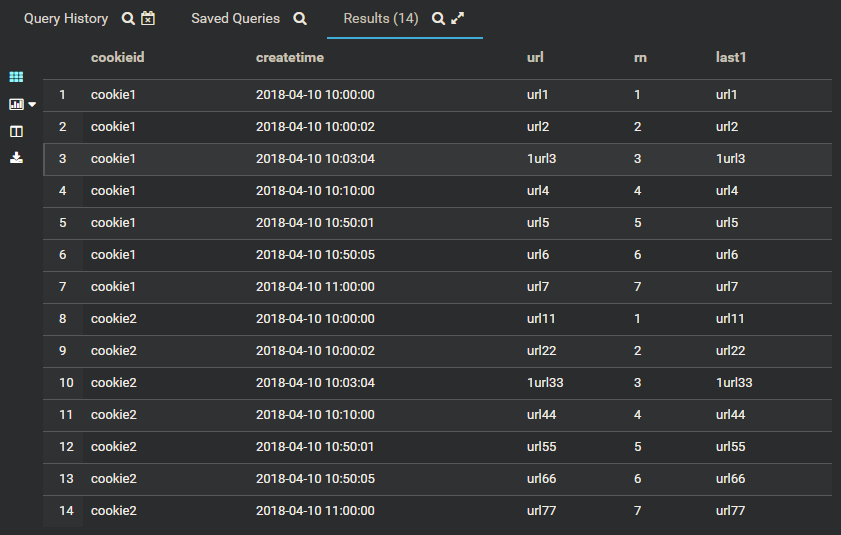 Query History Saved Queries Results (14)
cookieid createtime url rn last1
1 cookie1 2018-04-10 10:00:00 url1 1 url1
2 cookie1 2018-04-10 10:00:02 url2 2 url2
3 cookie1 2018-04-10 10:03:04 1url3 3 1url3
4 cookie1 2018-04-10 10:10:00 url4 4 url4
5 cookie1 2018-04-10 10:50:01 url5 5 url5
6 cookie1 2018-04-10 10:50:05 url6 6 url6
7 cookie1 2018-04-10 11:00:00 url7 7 url7
8 cookie2 2018-04-10 10:00:00 url11 1 url11
9 cookie2 2018-04-10 10:00:02 url22 2 url22
10 cookie2 2018-04-10 10:03:04 1url33 3 1url33
11 cookie2 2018-04-10 10:10:00 url44 4 url44
12 cookie2 2018-04-10 10:50:01 url55 5 url55
13 cookie2 2018-04-10 10:50:05 url66 6 url66
14 cookie2 2018-04-10 11:00:00 url77 7 url77